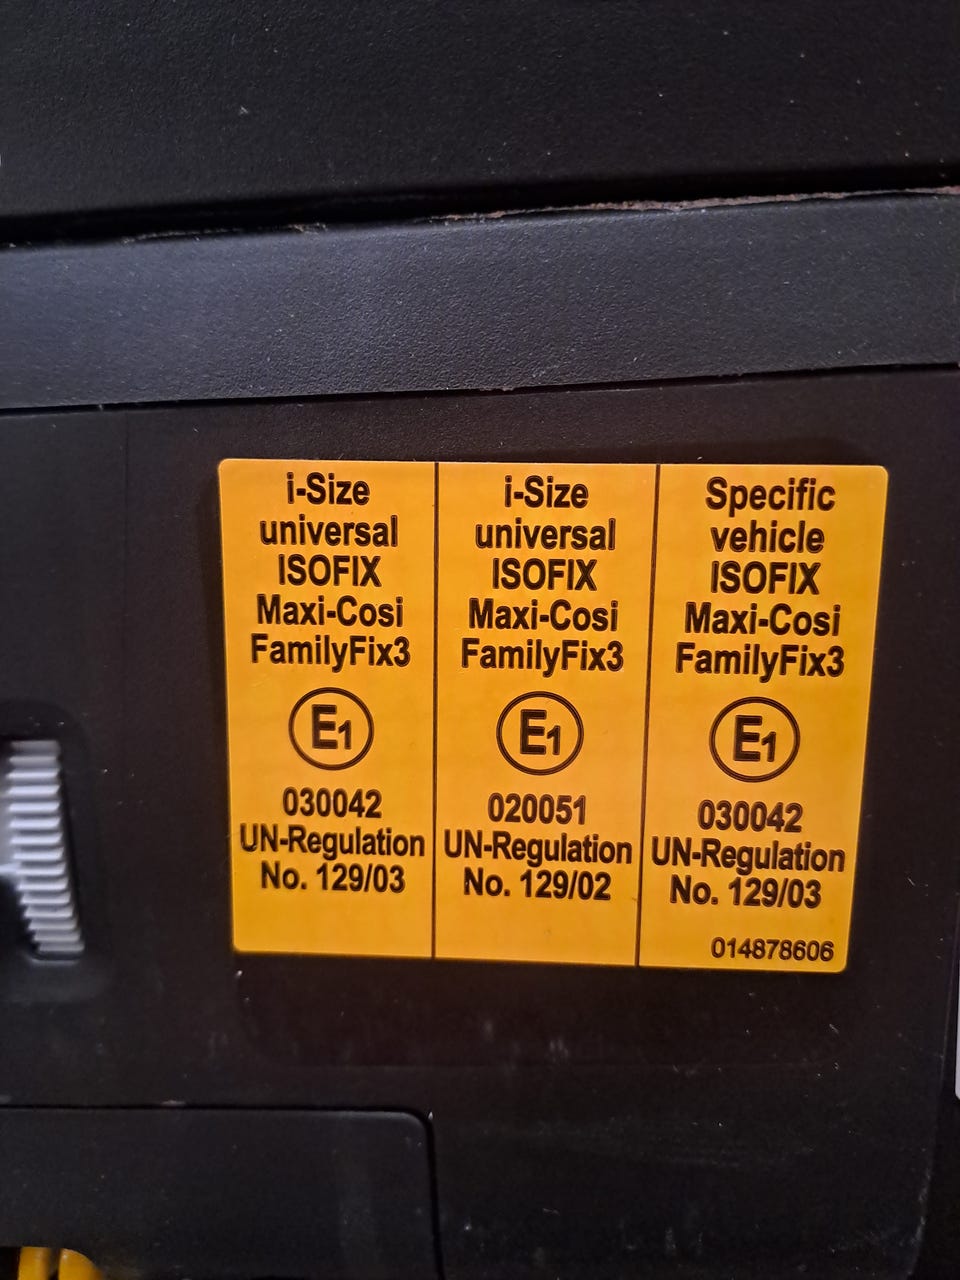 i-Size
universal
ISOFIX
Maxi-Cosi
FamilyFix3
E1
030042
UN-Regulation
No. 129/03
i-Size
universal
ISOFIX
Maxi-Cosi
FamilyFix3
E1
020051
UN-Regulation
No. 129/02
Specific
vehicle
ISOFIX
Maxi-Cosi
FamilyFix3
E1
030042
UN-Regulation
No. 129/03
014878606